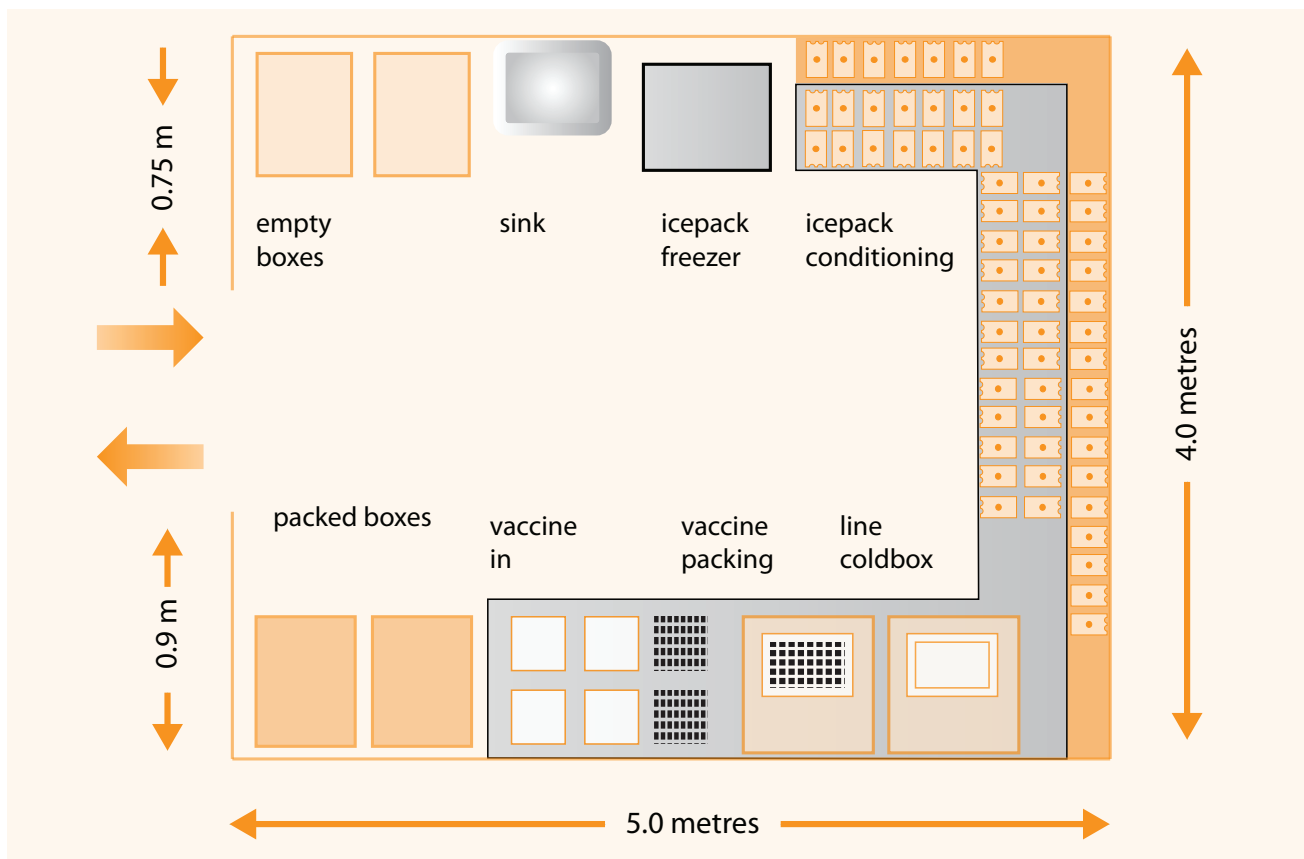 0.75 m
empty
boxes
sink
icepack
freezer
icepack
conditioning
4.0 metres
packed boxes
vaccine
in
vaccine
packing
line
coldbox
0.9 m
5.0 metres